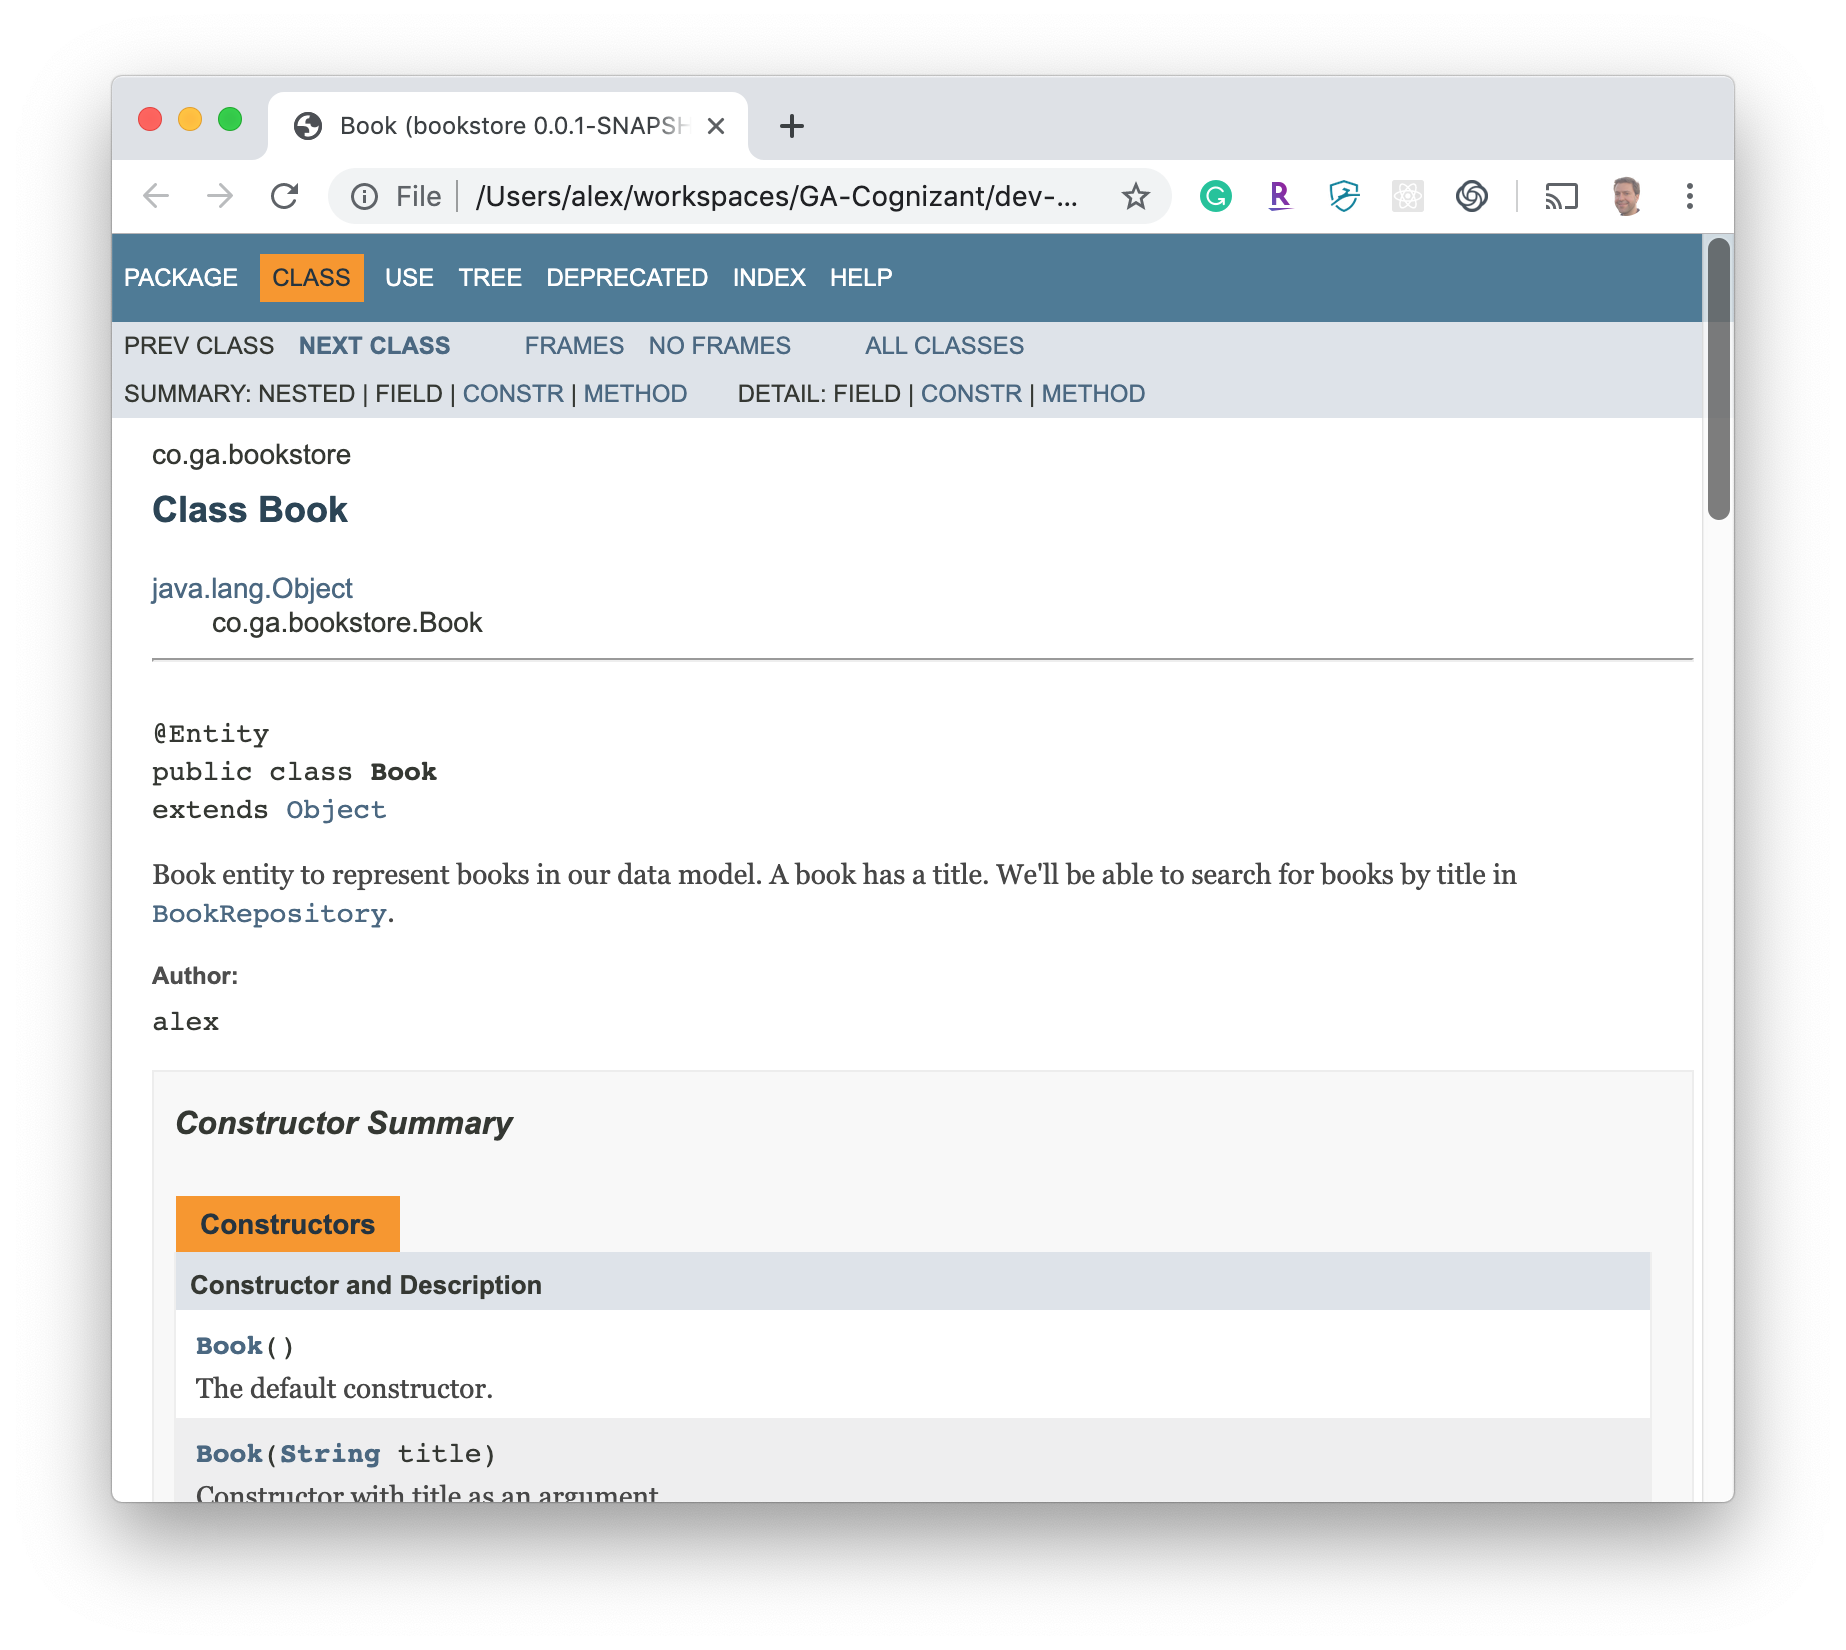 Book (bookstore 0.0.1-SNAPSH
File /Users/alex/workspaces/GA-Cognizant/dev-...
PACKAGE CLASS USE TREE DEPRECATED INDEX HELP
PREV CLASS NEXT CLASS FRAMES NO FRAMES ALL CLASSES
SUMMARY: NESTED | FIELD | CONSTR | METHOD DETAIL: FIELD | CONSTR | METHOD
co.ga.bookstore
Class Book
java.lang.Object
co.ga.bookstore.Book
@Entity
public class Book
extends Object
Book entity to represent books in our data model. A book has a title. We'll be able to search for books by title in
BookRepository.
Author:
alex
Constructor Summary
Constructors
Constructor and Description
Book()
The default constructor.
Book(String title)
Constructor with title as an argument